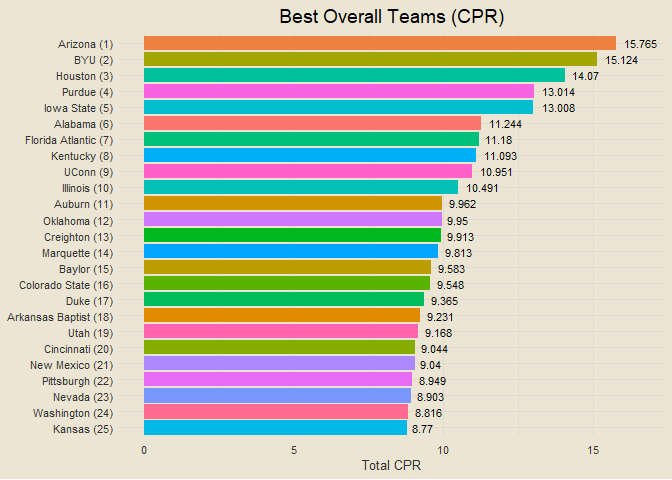 Best Overall Teams (CPR)
Arizona (1) 15.765
BYU (2) 15.124
Houston (3) 14.07
Purdue (4) 13.014
Iowa State (5) 13.008
Alabama (6) 11.244
Florida Atlantic (7) 11.18
Kentucky (8) 11.093
UConn (9) 10.951
Illinois (10) 10.491
Auburn (11) 9.962
Oklahoma (12) 9.95
Creighton (13) 9.913
Marquette (14) 9.813
Baylor (15) 9.583
Colorado State (16) 9.548
Duke (17) 9.365
Arkansas Baptist (18) 9.231
Utah (19) 9.168
Cincinnati (20) 9.044
New Mexico (21) 9.04
Pittsburgh (22) 8.949
Nevada (23) 8.903
Washington (24) 8.816
Kansas (25) 8.77
0 5 10 15
Total CPR